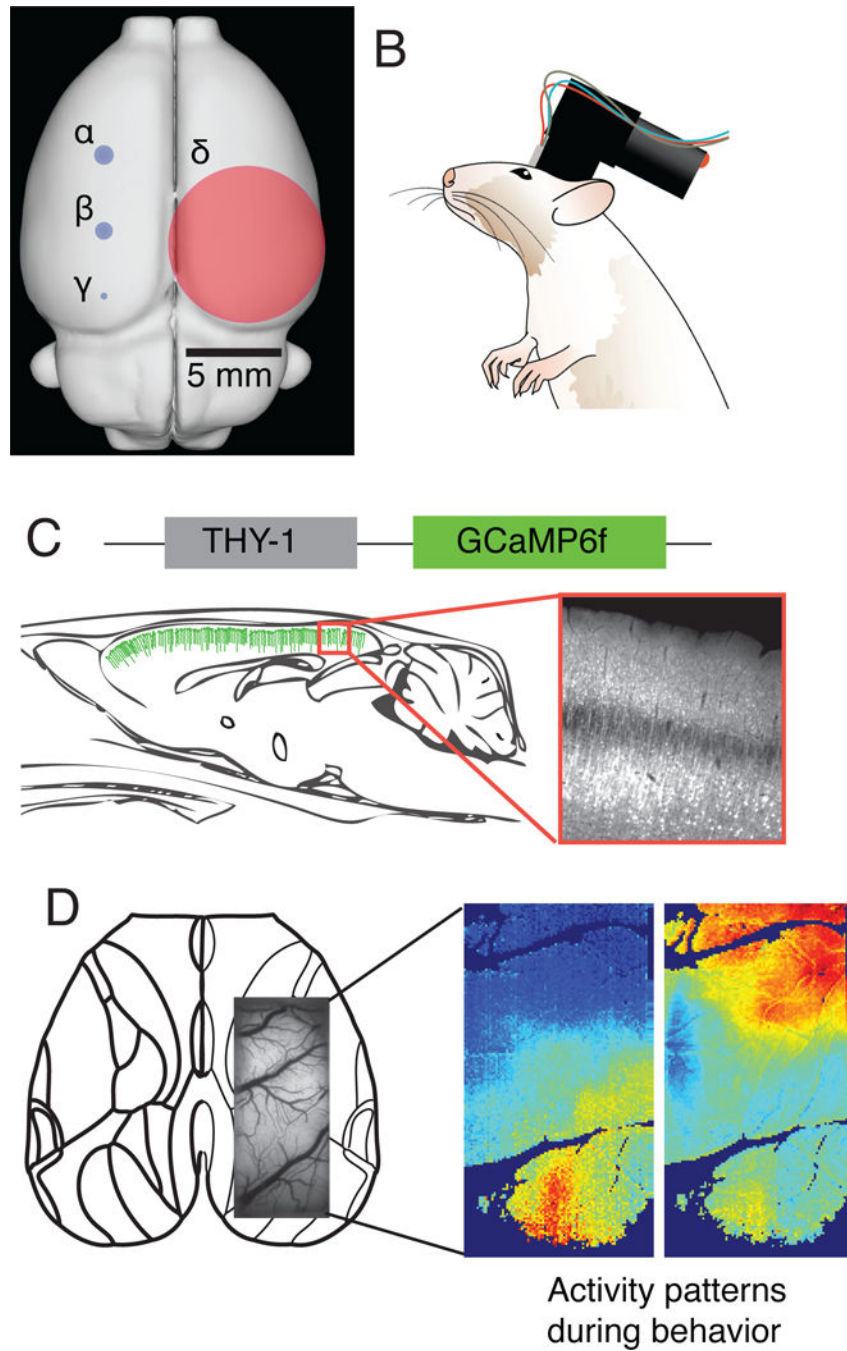 B
α
δ
β
γ
5 mm
C
THY-1
GCaMP6f
D
Activity patterns
during behavior